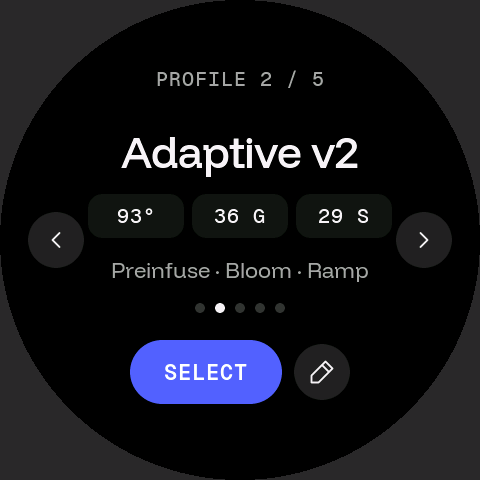 PROFILE 2 / 5
Adaptive v2
93° 36 G 29 S
Preinfuse · Bloom · Ramp
SELECT